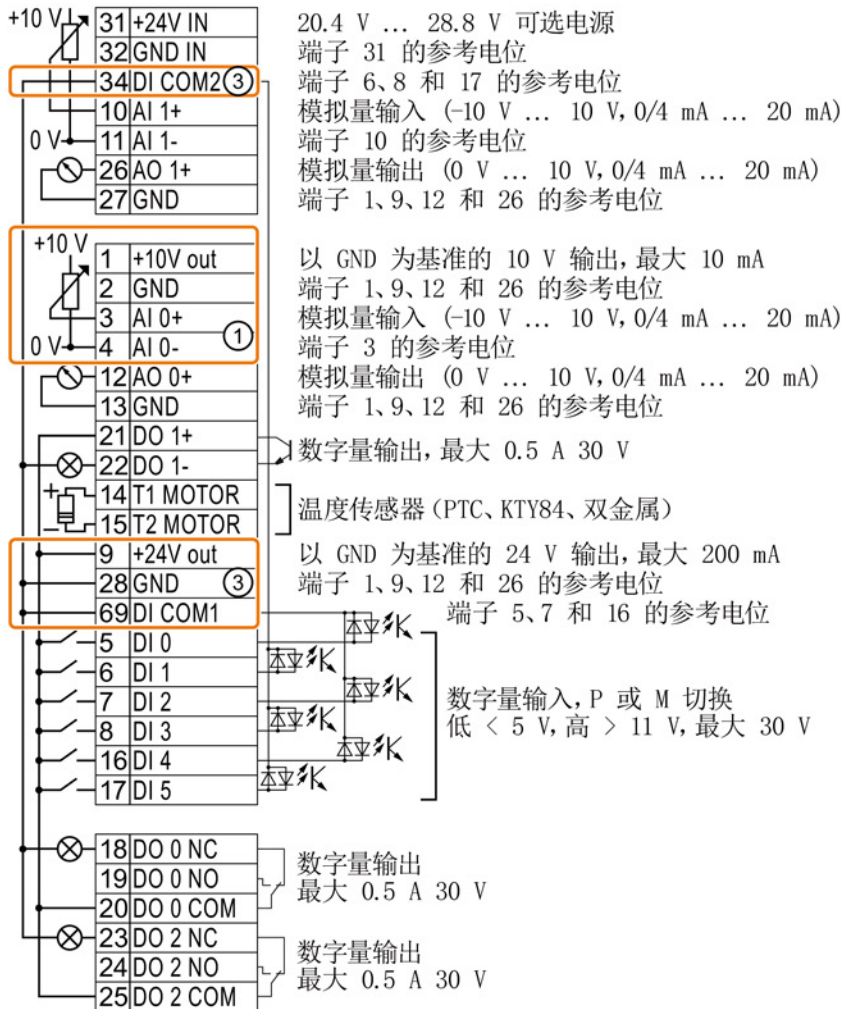 +10 V 31 +24V IN 20.4 V ... 28.8 V 可选电源
32 GND IN 端子 31 的参考电位
34 DI COM2 ③ 端子 6、8 和 17 的参考电位
10 AI 1+ 模拟量输入 (-10 V ... 10 V, 0/4 mA ... 20 mA)
0 V 11 AI 1- 端子 10 的参考电位
26 AO 1+ 模拟量输出 (0 V ... 10 V, 0/4 mA ... 20 mA)
27 GND 端子 1、9、12 和 26 的参考电位
+10 V
1 +10V out 以 GND 为基准的 10 V 输出, 最大 10 mA
2 GND 端子 1、9、12 和 26 的参考电位
3 AI 0+ 模拟量输入 (-10 V ... 10 V, 0/4 mA ... 20 mA)
0 V 4 AI 0- ① 端子 3 的参考电位
12 AO 0+ 模拟量输出 (0 V ... 10 V, 0/4 mA ... 20 mA)
13 GND 端子 1、9、12 和 26 的参考电位
21 DO 1+
数字量输出, 最大 0.5 A 30 V
22 DO 1-
+ 14 T1 MOTOR
温度传感器 (PTC、KTY84、双金属)
− 15 T2 MOTOR
9 +24V out 以 GND 为基准的 24 V 输出, 最大 200 mA
28 GND ③ 端子 1、9、12 和 26 的参考电位
69 DI COM1 端子 5、7 和 16 的参考电位
5 DI 0
6 DI 1
7 DI 2 数字量输入, P 或 M 切换
8 DI 3 低 < 5 V, 高 > 11 V, 最大 30 V
16 DI 4
17 DI 5
18 DO 0 NC
数字量输出
19 DO 0 NO
最大 0.5 A 30 V
20 DO 0 COM
23 DO 2 NC
数字量输出
24 DO 2 NO
最大 0.5 A 30 V
25 DO 2 COM